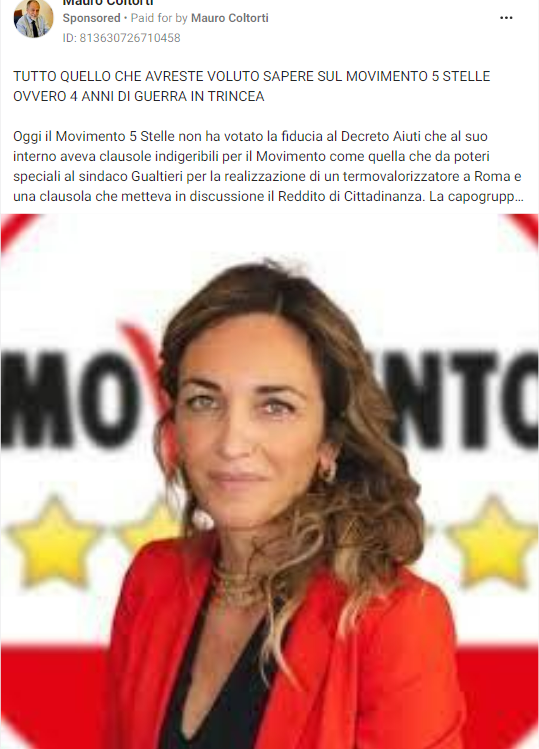 Mauro Coltorti
Sponsored • Paid for by Mauro Coltorti
ID: 813630726710458
TUTTO QUELLO CHE AVRESTE VOLUTO SAPERE SUL MOVIMENTO 5 STELLE
OVVERO 4 ANNI DI GUERRA IN TRINCEA
Oggi il Movimento 5 Stelle non ha votato la fiducia al Decreto Aiuti che al suo
interno aveva clausole indigeribili per il Movimento come quella che da poteri
speciali al sindaco Gualtieri per la realizzazione di un termovalorizzatore a Roma e
una clausola che metteva in discussione il Reddito di Cittadinanza. La capogrupp...
MOV NTO